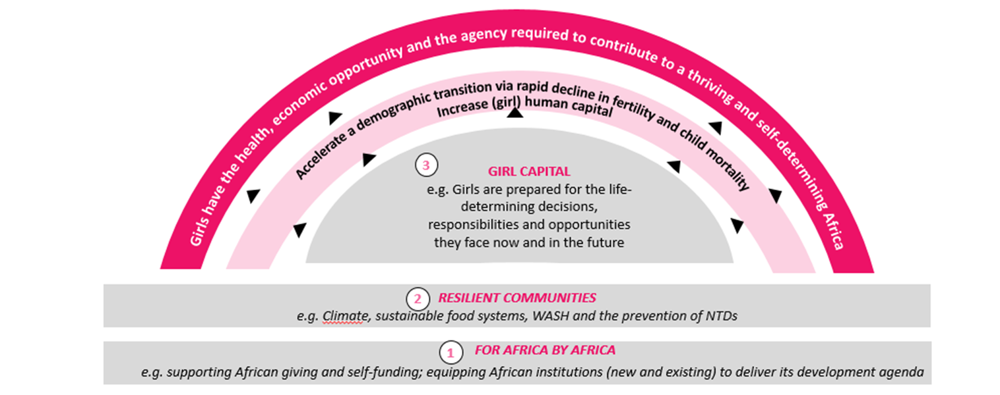 Girls have the health, economic opportunity and the agency required to contribute to a thriving and self-determining Africa
Accelerate a demographic transition via rapid decline in fertility and child mortality
Increase (girl) human capital
3
GIRL CAPITAL
e.g. Girls are prepared for the life-
determining decisions,
responsibilities and opportunities
they face now and in the future
2 RESILIENT COMMUNITIES
e.g. Climate, sustainable food systems, WASH and the prevention of NTDs
1 FOR AFRICA BY AFRICA
e.g. supporting African giving and self-funding; equipping African institutions (new and existing) to deliver its development agenda